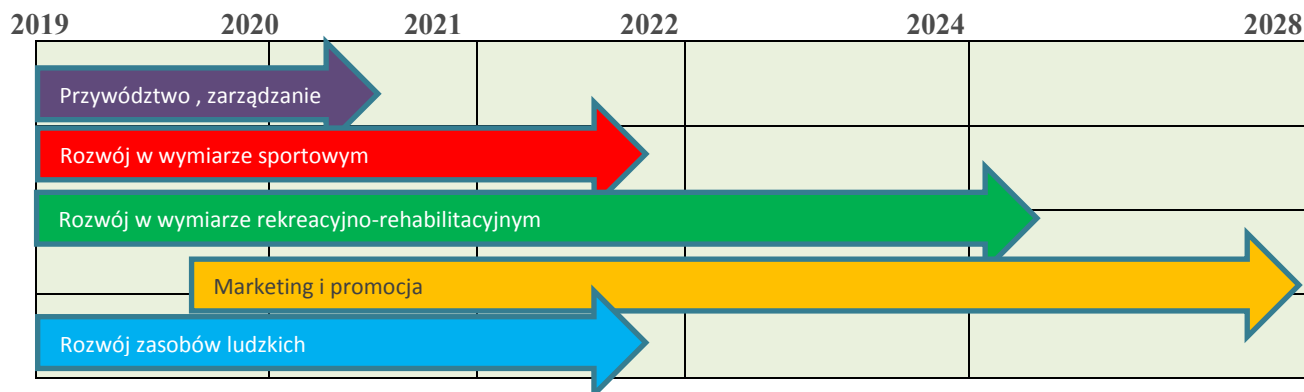 2019 2020 2021 2022 2024 2028
Przywództwo , zarządzanie
Rozwój w wymiarze sportowym
Rozwój w wymiarze rekreacyjno-rehabilitacyjnym
Marketing i promocja
Rozwój zasobów ludzkich